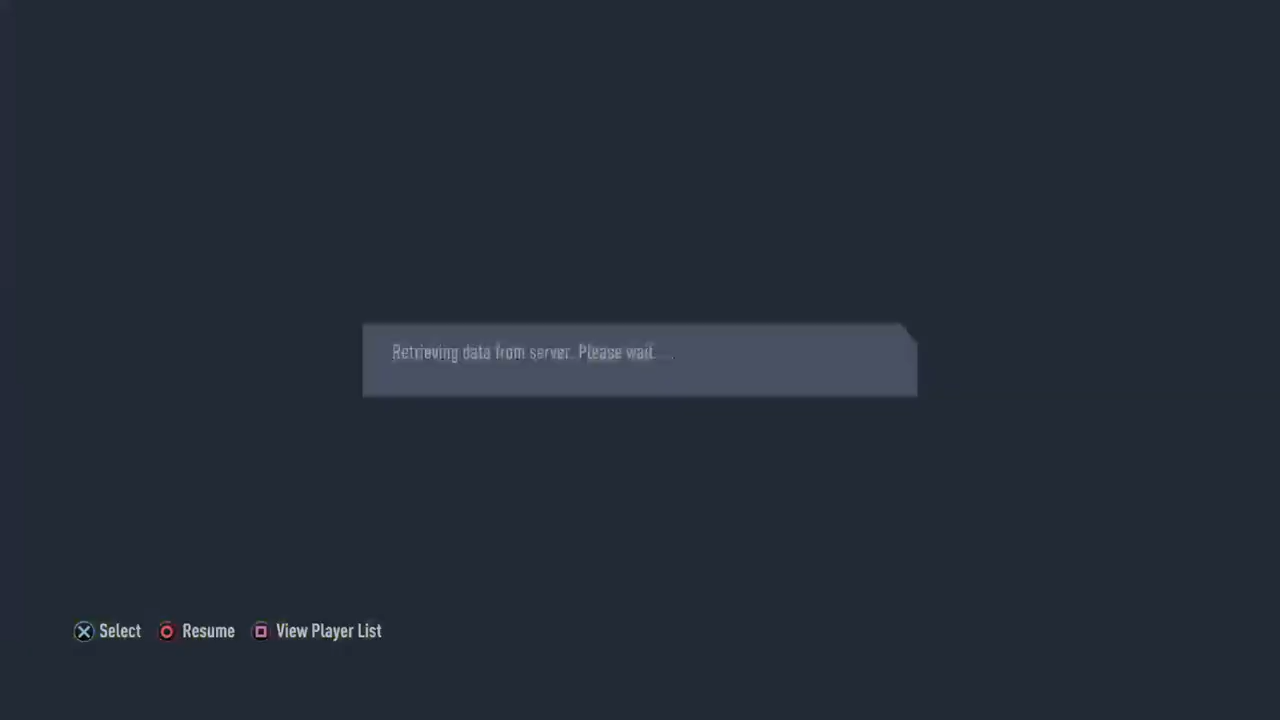 Retrieving data from server. Please wait....
Select Resume View Player List